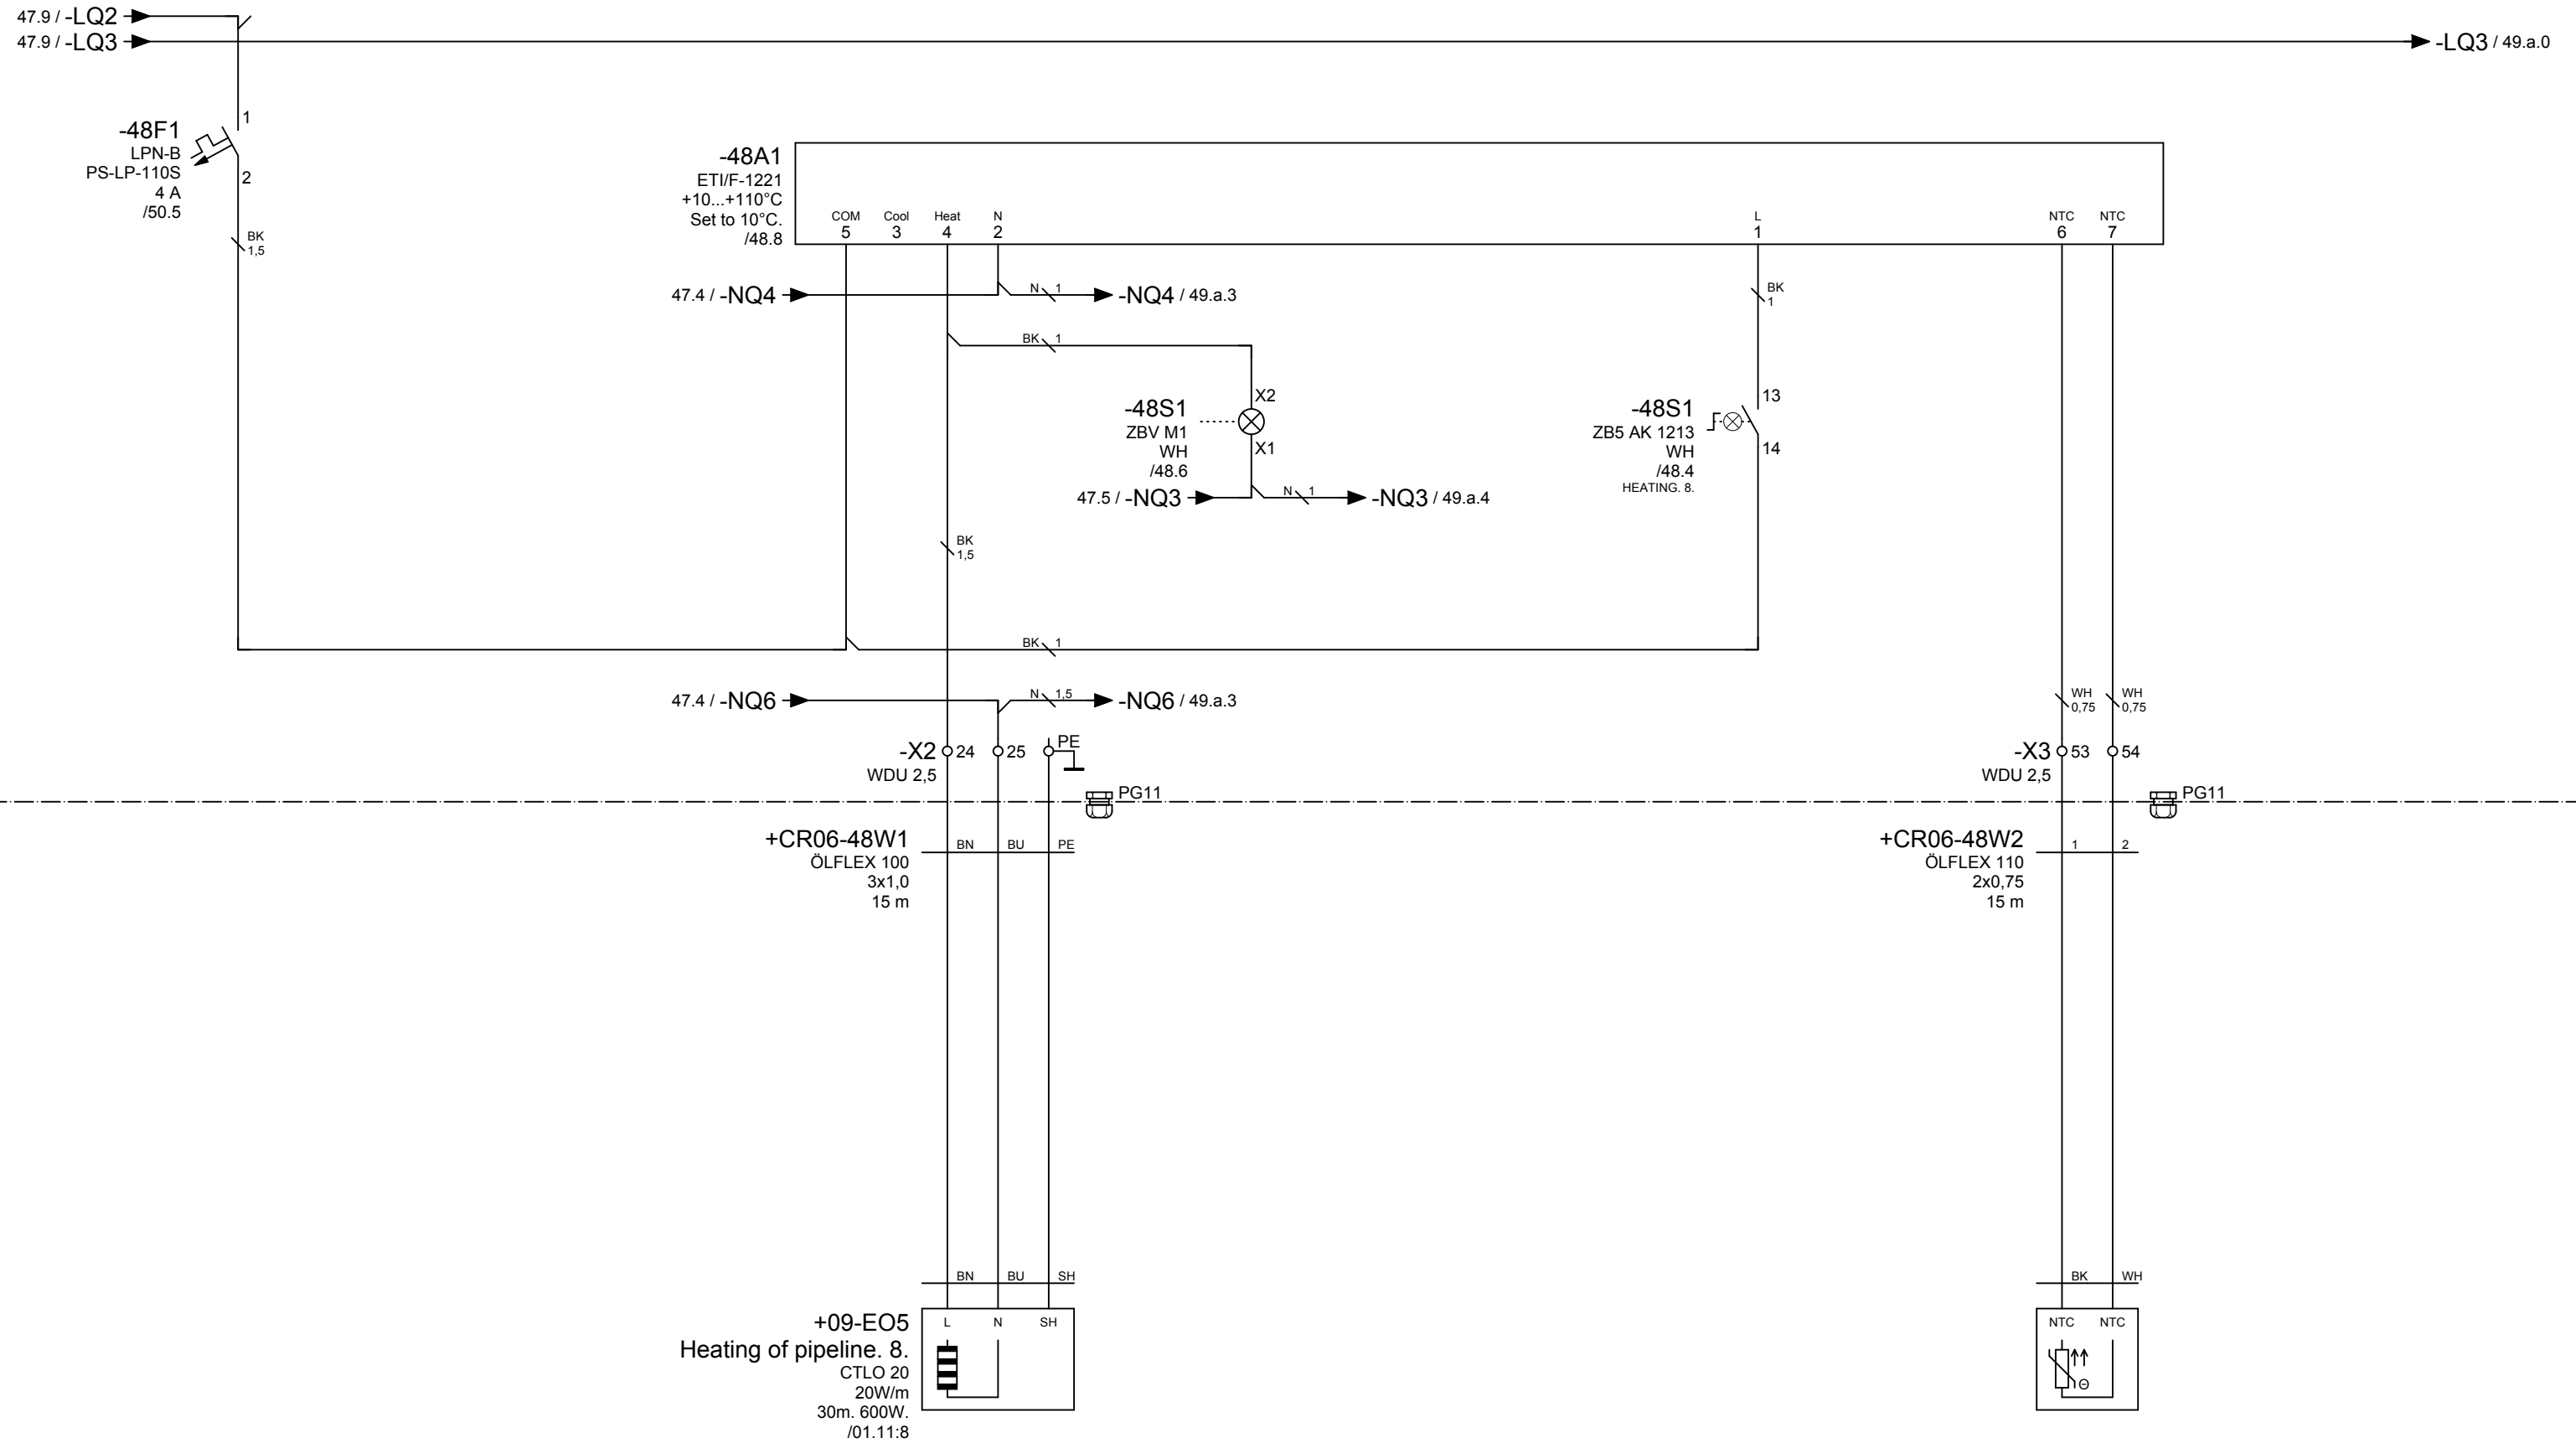 47.9 / -LQ2
47.9 / -LQ3
-LQ3 / 49.a.0
1
-48F1
LPN-B
PS-LP-110S
4 A
/50.5
2
BK
1,5
-48A1
ETI/F-1221
+10...+110°C
Set to 10°C.
/48.8
COM Cool Heat N L NTC NTC
5 3 4 2 1 6 7
47.4 / -NQ4
N 1
-NQ4 / 49.a.3
BK
1
BK 1
X2
-48S1
ZBV M1
WH
/48.6
X1
13
-48S1
ZB5 AK 1213
WH
/48.4
HEATING. 8.
14
47.5 / -NQ3
N 1
-NQ3 / 49.a.4
BK
1,5
BK 1
47.4 / -NQ6
N 1,5
-NQ6 / 49.a.3
WH
0,75
WH
0,75
-X2 24 25 PE
WDU 2,5
-X3 53 54
WDU 2,5
PG11
PG11
+CR06-48W1
ÖLFLEX 100
3x1,0
15 m
BN BU PE
+CR06-48W2
ÖLFLEX 110
2x0,75
15 m
1 2
BN BU SH
BK WH
+09-EO5
Heating of pipeline. 8.
CTLO 20
20W/m
30m. 600W.
/01.11:8
L N SH
NTC NTC
Θ